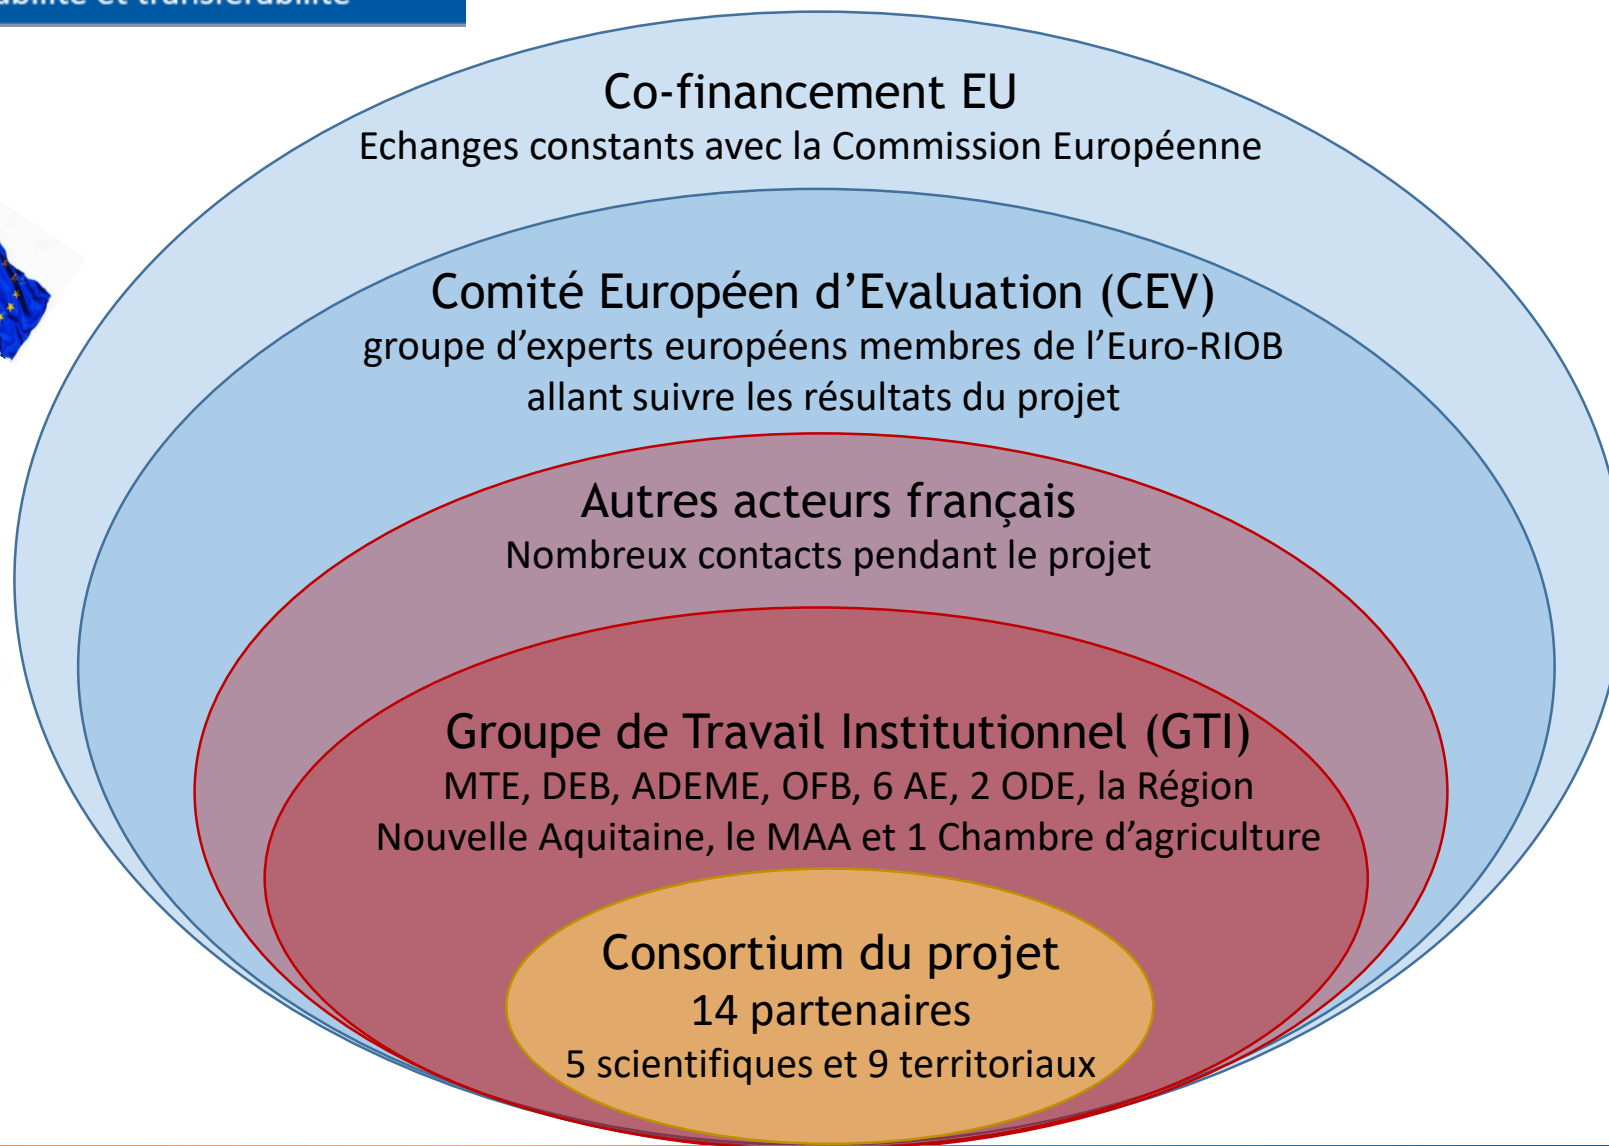 et transférabilité
Co-financement EU
Echanges constants avec la Commission Européenne
Comité Européen d’Evaluation (CEV)
groupe d’experts européens membres de l’Euro-RIOB
allant suivre les résultats du projet
Autres acteurs français
Nombreux contacts pendant le projet
Groupe de Travail Institutionnel (GTI)
MTE, DEB, ADEME, OFB, 6 AE, 2 ODE, la Région
Nouvelle Aquitaine, le MAA et 1 Chambre d’agriculture
Consortium du projet
14 partenaires
5 scientifiques et 9 territoriaux